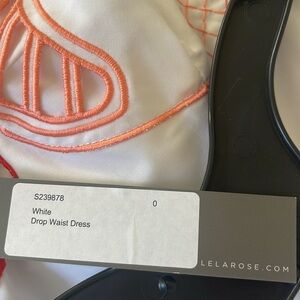 S239878 0
White
Drop Waist Dress
LELAROSE.COM